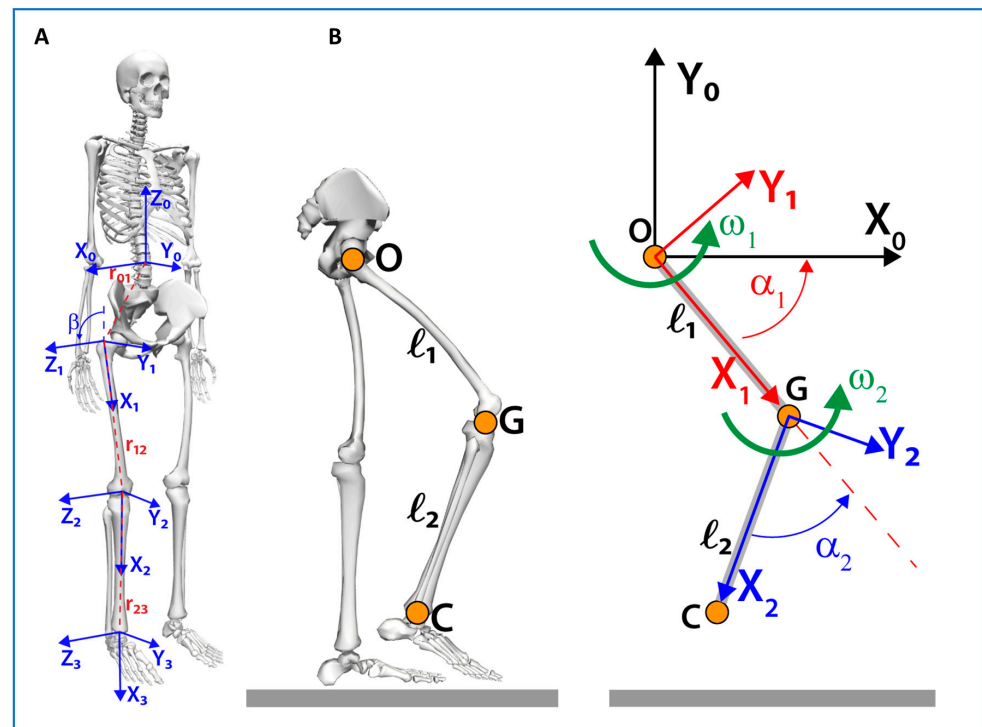 A
B
Z₀
X₀
Y₀
r₀₁
β
Z₁
Y₁
X₁
r₁₂
Z₂
Y₂
X₂
r₂₃
Z₃
Y₃
X₃
O
ℓ₁
G
ℓ₂
C
Y₀
Y₁
O
ω₁
X₀
α₁
ℓ₁
X₁
G
ω₂
Y₂
ℓ₂
α₂
X₂
C